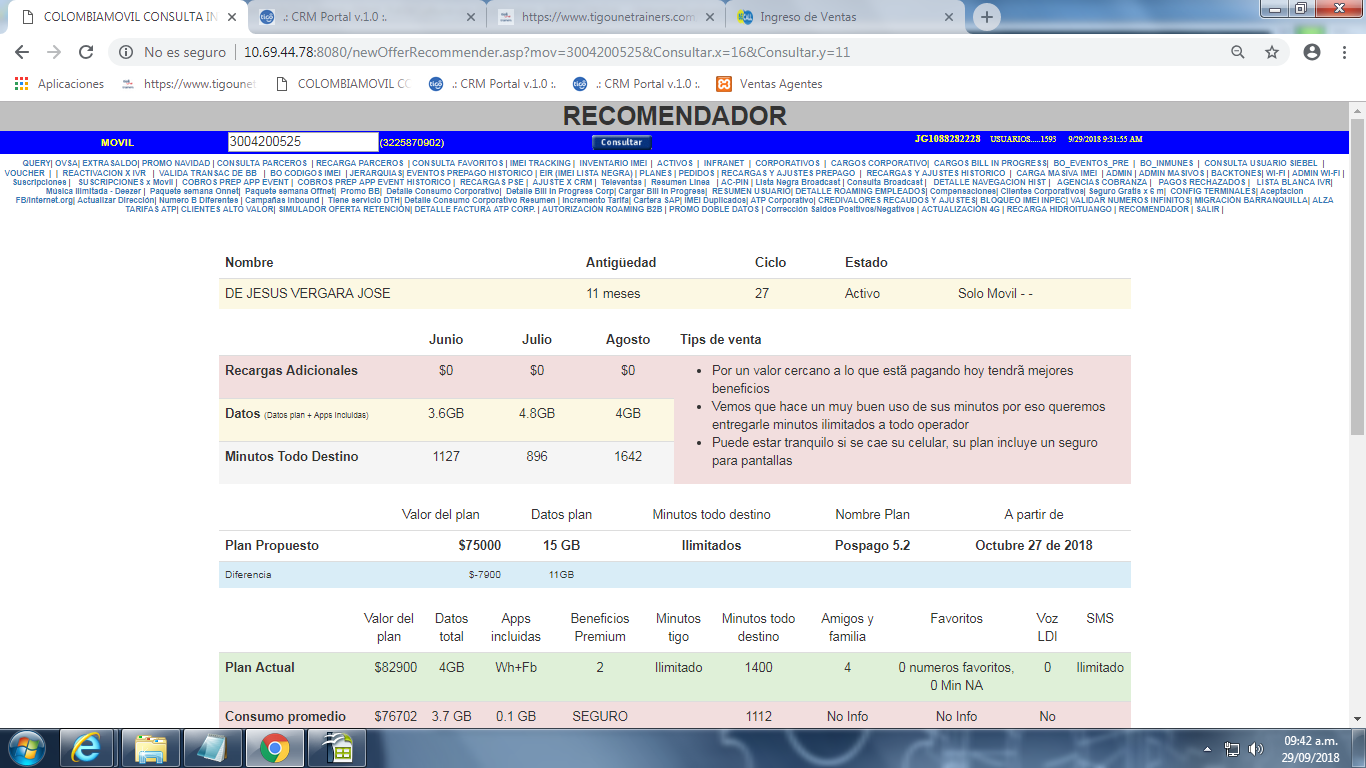 COLOMBIAMOVIL CONSULTA IN
.: CRM Portal v.1.0 :.
https://www.tigounetrainers.com
Ingreso de Ventas
No es seguro | 10.69.44.78:8080/newOfferRecommender.asp?mov=3004200525&Consultar.x=16&Consultar.y=11
Aplicaciones
https://www.tigounet
COLOMBIAMOVIL CO
.: CRM Portal v.1.0 :.
.: CRM Portal v.1.0 :.
Ventas Agentes
RECOMENDADOR
MOVIL 3004200525 (3225870902) Consultar JG1088282228 USUARIOS.....1593 9/29/2018 9:31:55 AM
QUERY| OVSA| EXTRASALDO| PROMO NAVIDAD | CONSULTA PARCEROS | RECARGA PARCEROS | CONSULTA FAVORITOS | IMEI TRACKING | INVENTARIO IMEI | ACTIVOS | INFRANET | CORPORATIVOS | CARGOS CORPORATIVO| CARGOS BILL IN PROGRESS| BO_EVENTOS_PRE | BO_INMUNES | CONSULTA USUARIO SIEBEL |
VOUCHER | | REACTIVACION X IVR | VALIDA TRANSAC DE BB | BO CODIGOS IMEI | JERARQUIAS| EVENTOS PREPAGO HISTORICO | EIR (IMEI LISTA NEGRA) | PLANES | PEDIDOS | RECARGAS Y AJUSTES PREPAGO | RECARGAS Y AJUSTES HISTORICO | CARGA MASIVA IMEI | ADMIN | ADMIN MASIVOS | BACKTONES| WI-FI | ADMIN WI-FI |
Suscripciones | SUSCRIPCIONES x Movil | COBROS PREP APP EVENT | COBROS PREP APP EVENT HISTORICO | RECARGAS PSE | AJUSTE X CRM | Televentas | Resumen Linea | AC-PIN | Lista Negra Broadcast | Consulta Broadcast | DETALLE NAVEGACION HIST | AGENCIAS COBRANZA | PAGOS RECHAZADOS | LISTA BLANCA IVR|
Musica Ilimitada - Deezer | Paquete semana Onnet| Paquete semana Offnet| Promo BB| Detalle Consumo Corporativo| Detalle Bill In Progress Corp| Cargar Bill In Progress| RESUMEN USUARIO| DETALLE ROAMING EMPLEADOS| Compensaciones| Clientes Corporativos| Seguro Gratis x 6 m| CONFIG TERMINALES| Aceptacion
FB/internet.org| Actualizar Dirección| Numero B Diferentes | Campañas Inbound | Tiene servicio DTH| Detalle Consumo Corporativo Resumen | Incremento Tarifa| Cartera SAP| IMEI Duplicados| ATP Corporativo| CREDIVALORES RECAUDOS Y AJUSTES| BLOQUEO IMEI INPEC| VALIDAR NUMEROS INFINITOS| MIGRACIÓN BARRANQUILLA| ALZA
TARIFAS ATP| CLIENTES ALTO VALOR| SIMULADOR OFERTA RETENCIÓN| DETALLE FACTURA ATP CORP. | AUTORIZACIÓN ROAMING B2B | PROMO DOBLE DATOS | Corrección Saldos Positivos/Negativos | ACTUALIZACIÓN 4G | RECARGA HIDROITUANGO | RECOMENDADOR | SALIR |
Nombre Antigüedad Ciclo Estado
DE JESUS VERGARA JOSE 11 meses 27 Activo Solo Movil - -
Junio Julio Agosto Tips de venta
Recargas Adicionales $0 $0 $0
Datos (Datos plan + Apps Incluidas) 3.6GB 4.8GB 4GB
Minutos Todo Destino 1127 896 1642
• Por un valor cercano a lo que estã pagando hoy tendrã mejores
beneficios
• Vemos que hace un muy buen uso de sus minutos por eso queremos
entregarle minutos ilimitados a todo operador
• Puede estar tranquilo si se cae su celular, su plan incluye un seguro
para pantallas
Valor del plan Datos plan Minutos todo destino Nombre Plan A partir de
Plan Propuesto $75000 15 GB Ilimitados Pospago 5.2 Octubre 27 de 2018
Diferencia $-7900 11GB
Valor del Datos Apps Beneficios Minutos Minutos todo Amigos y Favoritos Voz SMS
plan total incluidas Premium tigo destino familia LDI
Plan Actual $82900 4GB Wh+Fb 2 Ilimitado 1400 4 0 numeros favoritos, 0 Ilimitado
0 Min NA
Consumo promedio $76702 3.7 GB 0.1 GB SEGURO 1112 No Info No Info No
09:42 a.m.
29/09/2018